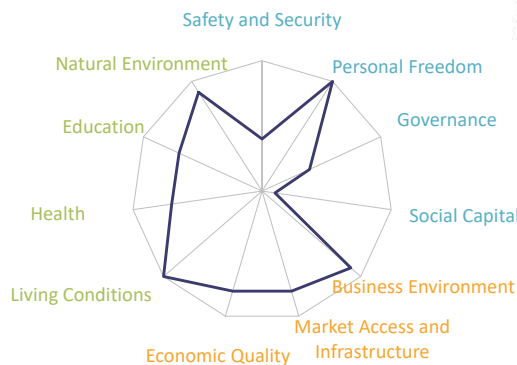 Safety and Security
Natural Environment
Personal Freedom
Education
Governance
Health
Social Capital
Living Conditions
Business Environment
Market Access and
Infrastructure
Economic Quality